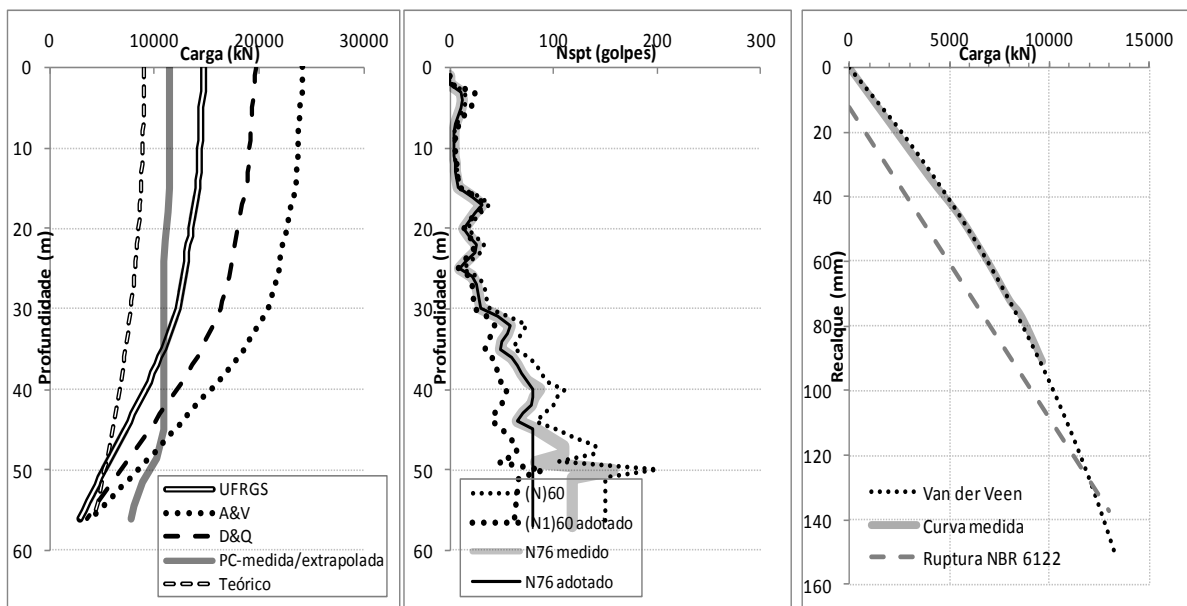 0 10000 20000 30000
Carga (kN)
0
10
20
30
40
50
60
Profundidade (m)
UFRGS
A&V
D&Q
PC-medida/extrapolada
Teórico
0 100 200 300
Nspt (golpes)
0
10
20
30
40
50
60
Profundidade (m)
(N)60
(N1)60 adotado
N76 medido
N76 adotado
0 5000 10000 15000
Carga (kN)
0
20
40
60
80
100
120
140
160
Recalque (mm)
Van der Veen
Curva medida
Ruptura NBR 6122